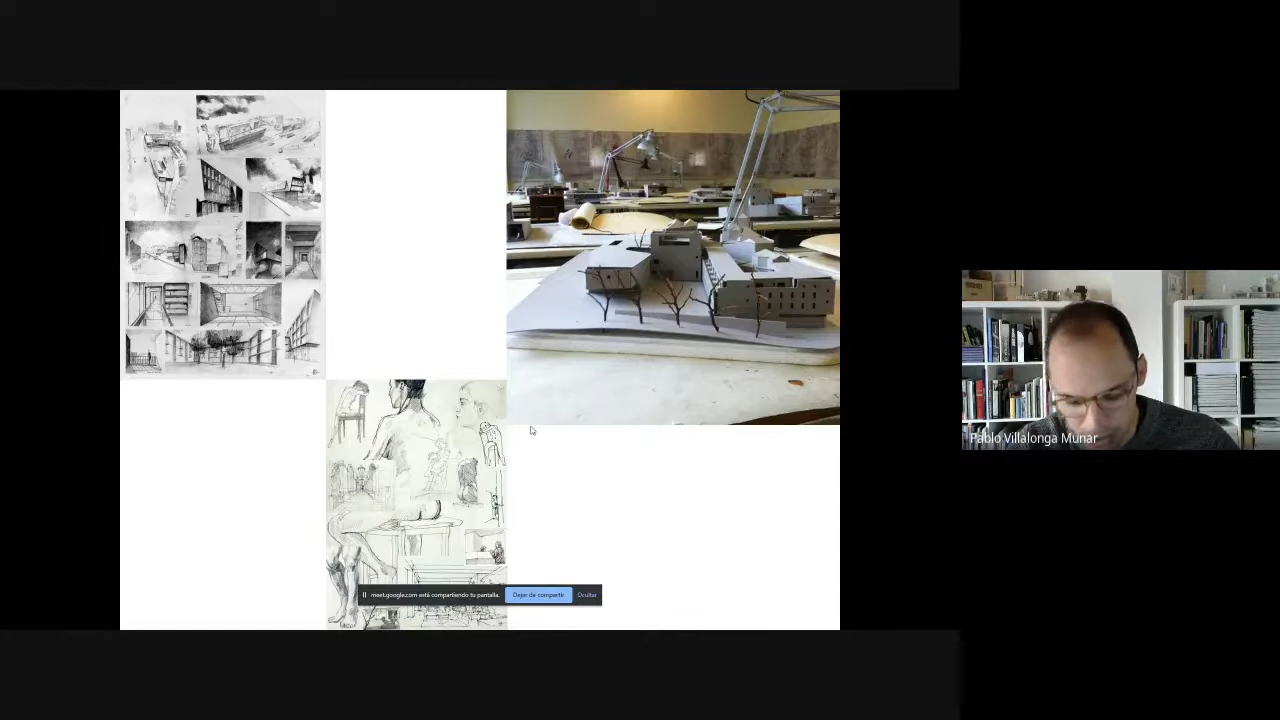 Pablo Villalonga Munar
meet.google.com está compartiendo tu pantalla.
Dejar de compartir
Ocultar